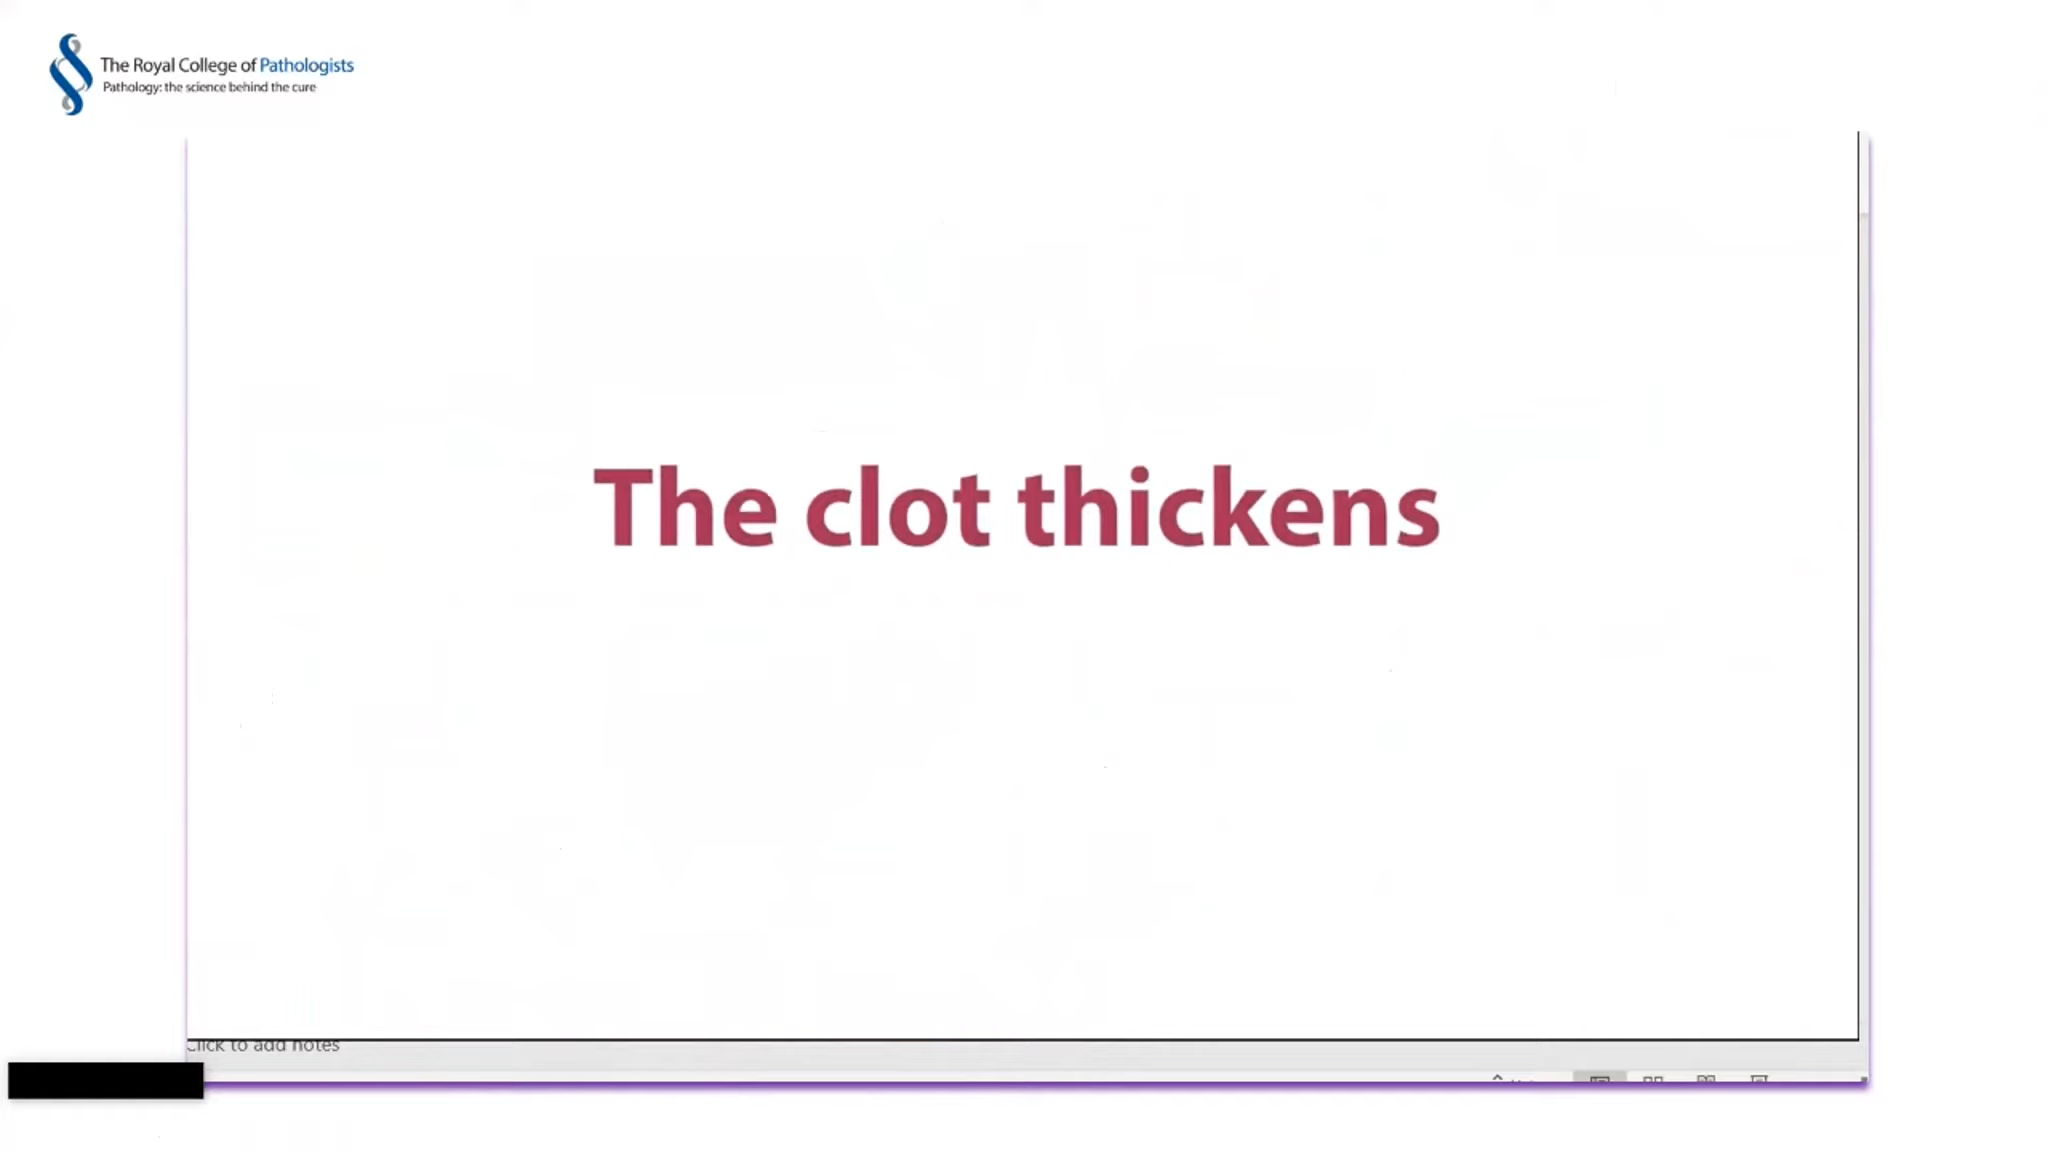 The Royal College of Pathologists
Pathology: the science behind the cure
The clot thickens
Click to add notes